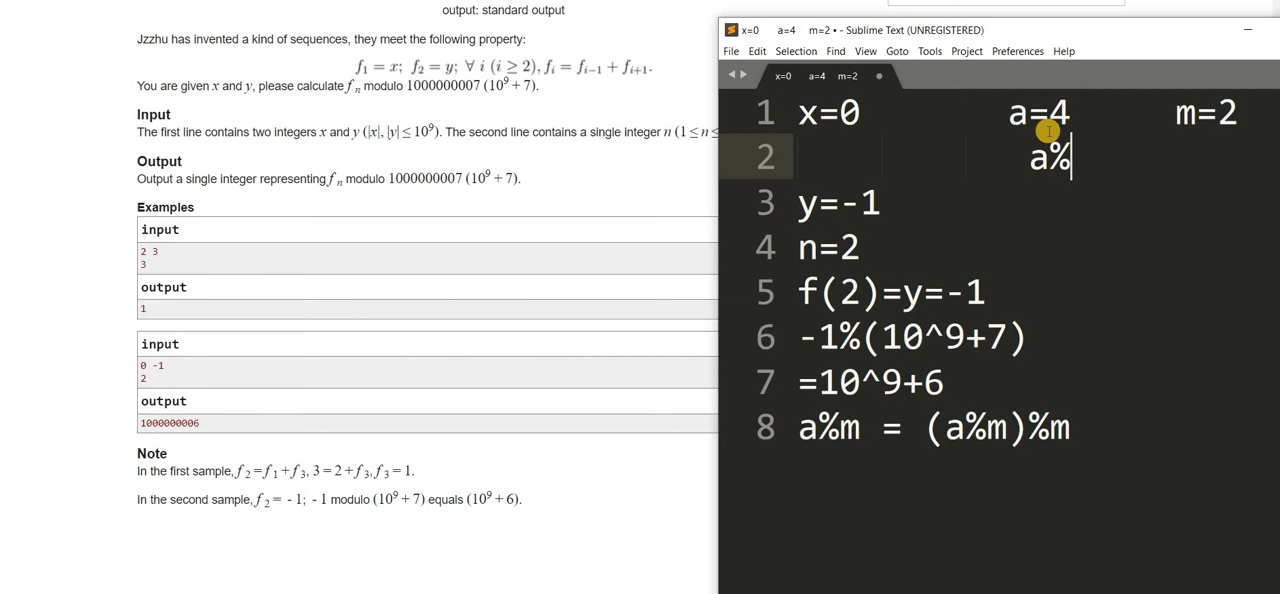 output: standard output
Jzzhu has invented a kind of sequences, they meet the following property:
f1 = x; f2 = y; ∀ i (i ≥ 2), fi = fi−1 + fi+1.
You are given x and y, please calculate fn modulo 1000000007 (10^9 + 7).
Input
The first line contains two integers x and y (|x|, |y| ≤ 10^9). The second line contains a single integer n (1 ≤ n ≤
Output
Output a single integer representing fn modulo 1000000007 (10^9 + 7).
Examples
input
2 3
3
output
1
input
0 -1
2
output
1000000006
Note
In the first sample, f2 = f1 + f3, 3 = 2 + f3, f3 = 1.
In the second sample, f2 = - 1; - 1 modulo (10^9 + 7) equals (10^9 + 6).
x=0 a=4 m=2 • - Sublime Text (UNREGISTERED)
File Edit Selection Find View Goto Tools Project Preferences Help
x=0 a=4 m=2
1 x=0 a=4 m=2
2 a%
3 y=-1
4 n=2
5 f(2)=y=-1
6 -1%(10^9+7)
7 =10^9+6
8 a%m = (a%m)%m